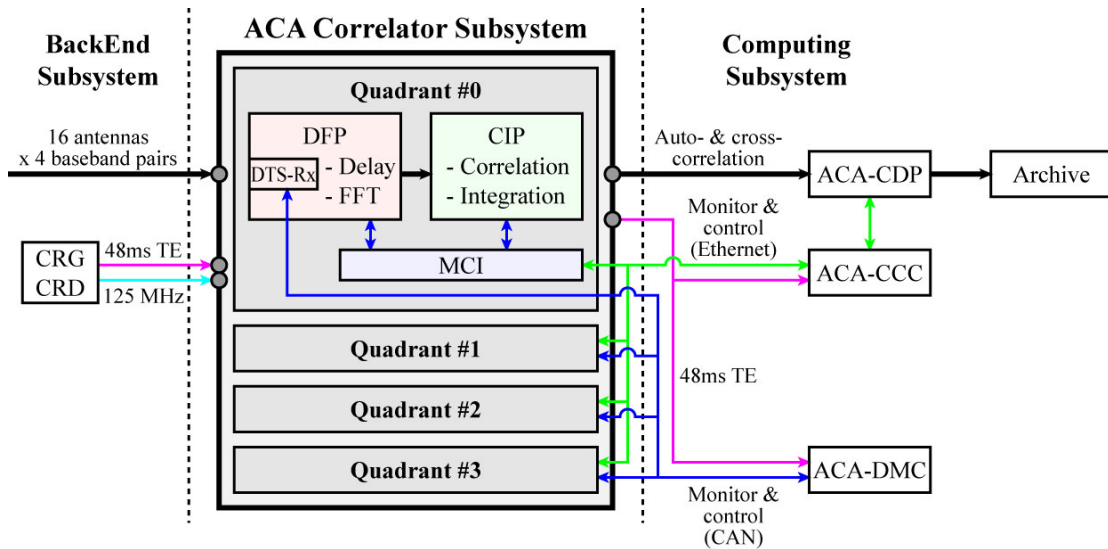 BackEnd
Subsystem
ACA Correlator Subsystem
Computing
Subsystem
Quadrant #0
16 antennas
x 4 baseband pairs
DFP
- Delay
- FFT
DTS-Rx
CIP
- Correlation
- Integration
MCI
Auto- & cross-
correlation
ACA-CDP
Archive
Monitor &
control
(Ethernet)
ACA-CCC
CRG
CRD
48ms TE
125 MHz
Quadrant #1
Quadrant #2
Quadrant #3
48ms TE
ACA-DMC
Monitor &
control
(CAN)